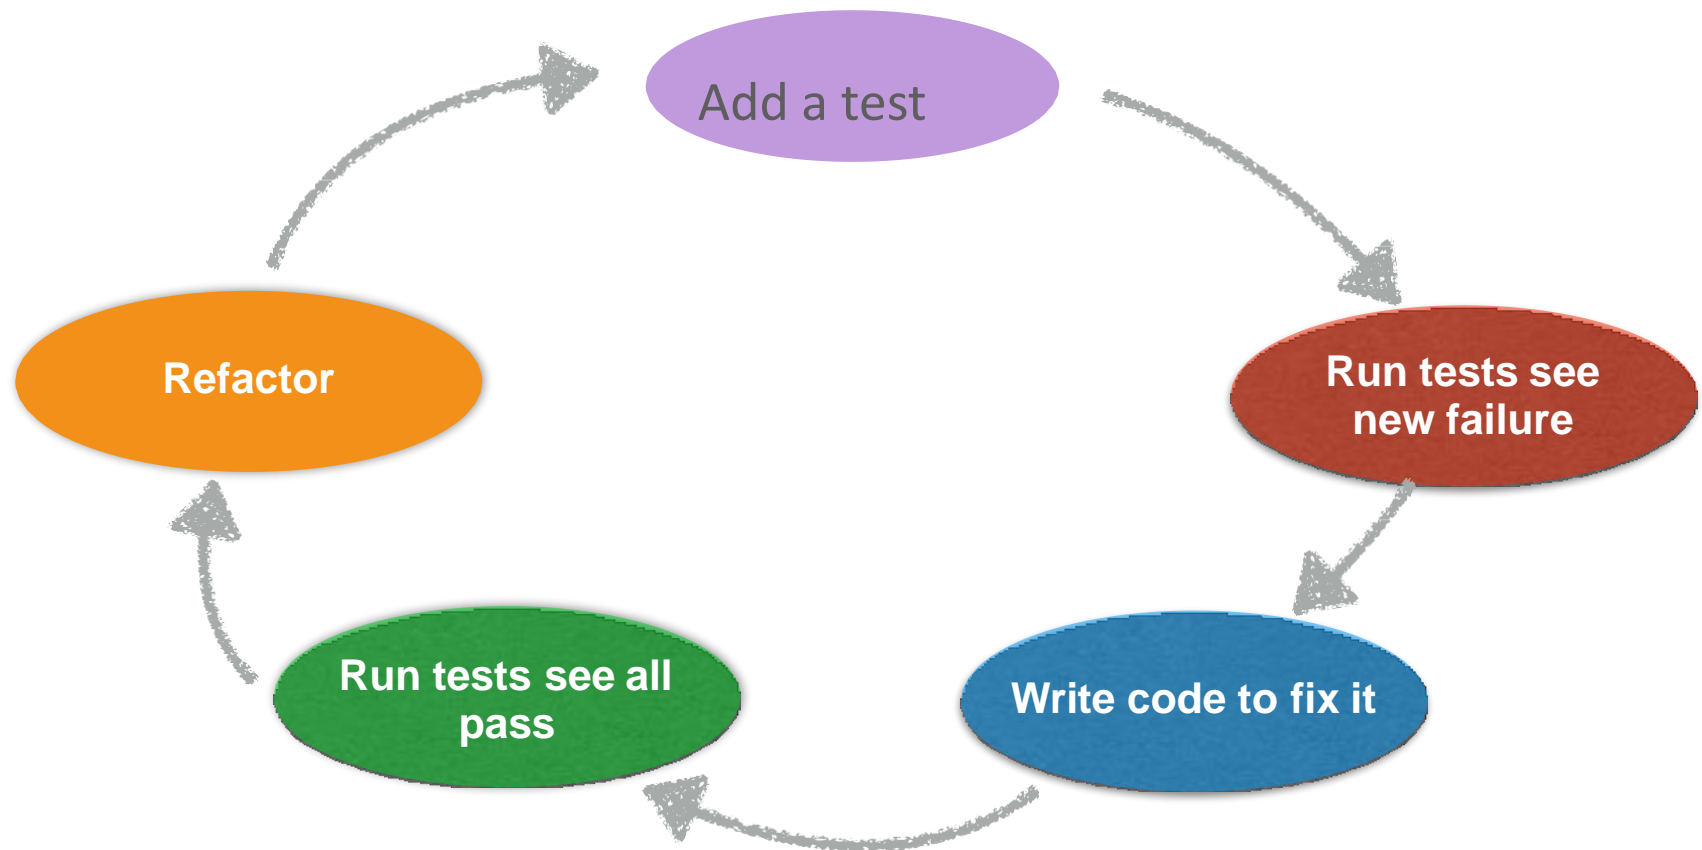 Add a test
Refactor
Run tests see
new failure
Run tests see all
pass
Write code to fix it